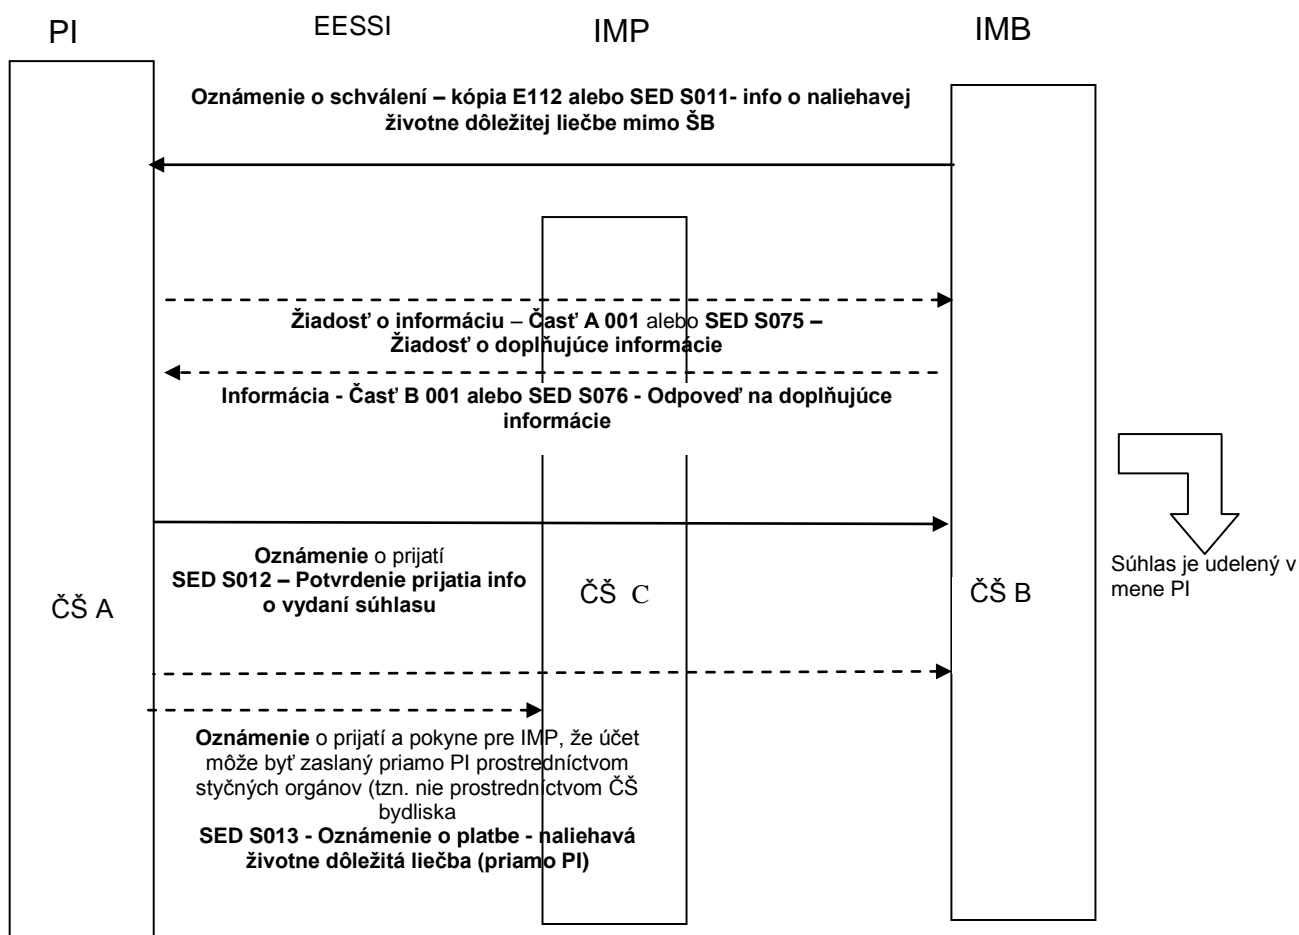 PI
EESSI
IMP
IMB
Oznámenie o schválení – kópia E112 alebo SED S011- info o naliehavej
životne dôležitej liečbe mimo ŠB
Žiadosť o informáciu – Časť A 001 alebo SED S075 –
Žiadosť o doplňujúce informácie
Informácia - Časť B 001 alebo SED S076 - Odpoveď na doplňujúce
informácie
Oznámenie o prijatí
SED S012 – Potvrdenie prijatia info
o vydaní súhlasu
Súhlas je udelený v
mene PI
ČŠ A
ČŠ C
ČŠ B
Oznámenie o prijatí a pokyne pre IMP, že účet
môže byť zaslaný priamo PI prostredníctvom
styčných orgánov (tzn. nie prostredníctvom ČŠ
bydliska
SED S013 - Oznámenie o platbe - naliehavá
životne dôležitá liečba (priamo PI)